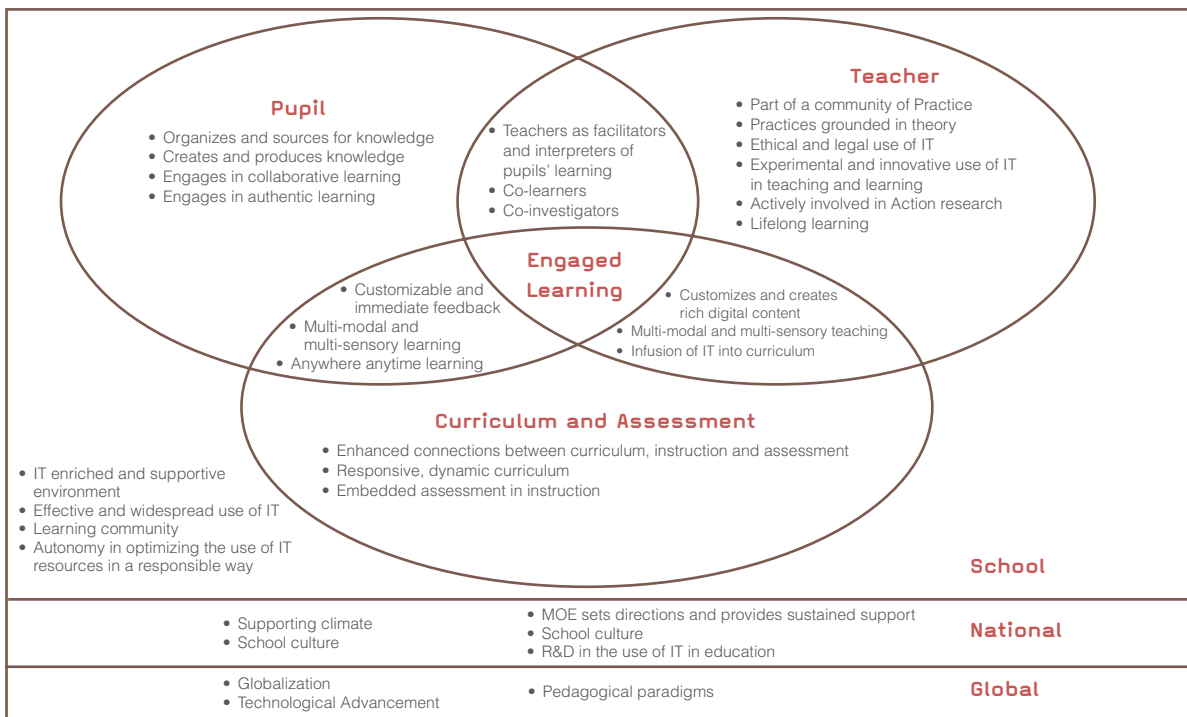 Pupil
• Organizes and sources for knowledge
• Creates and produces knowledge
• Engages in collaborative learning
• Engages in authentic learning
• Teachers as facilitators
and interpreters of
pupils' learning
• Co-learners
• Co-investigators
Teacher
• Part of a community of Practice
• Practices grounded in theory
• Ethical and legal use of IT
• Experimental and innovative use of IT
in teaching and learning
• Actively involved in Action research
• Lifelong learning
Engaged
Learning
• Customizable and
immediate feedback
• Multi-modal and
multi-sensory learning
• Anywhere anytime learning
• Customizes and creates
rich digital content
• Multi-modal and multi-sensory teaching
• Infusion of IT into curriculum
Curriculum and Assessment
• Enhanced connections between curriculum, instruction and assessment
• Responsive, dynamic curriculum
• Embedded assessment in instruction
• IT enriched and supportive
environment
• Effective and widespread use of IT
• Learning community
• Autonomy in optimizing the use of IT
resources in a responsible way
School
• Supporting climate
• School culture
• MOE sets directions and provides sustained support
• School culture
• R&D in the use of IT in education
National
• Globalization
• Technological Advancement
• Pedagogical paradigms
Global